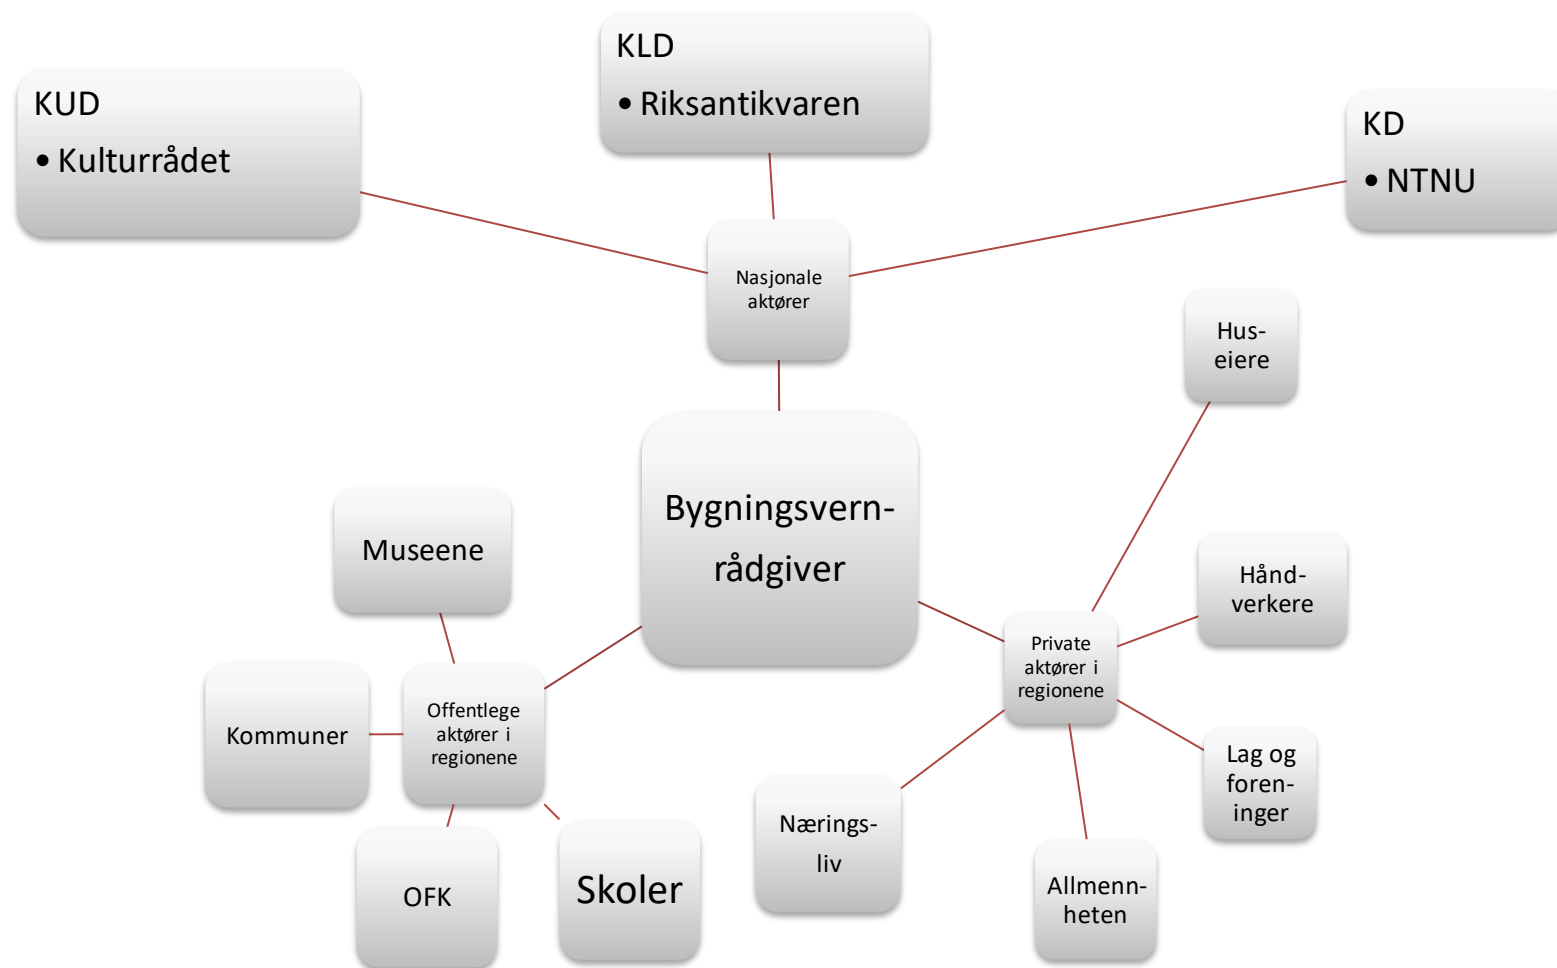 KLD
• Riksantikvaren
KUD
• Kulturrådet
KD
• NTNU
Nasjonale
aktører
Hus-
eiere
Bygningsvern-
rådgiver
Museene
Hånd-
verkere
Private
aktører i
regionene
Offentlege
aktører i
regionene
Kommuner
Lag og
foren-
inger
Nærings-
liv
OFK
Skoler
Allmenn-
heten